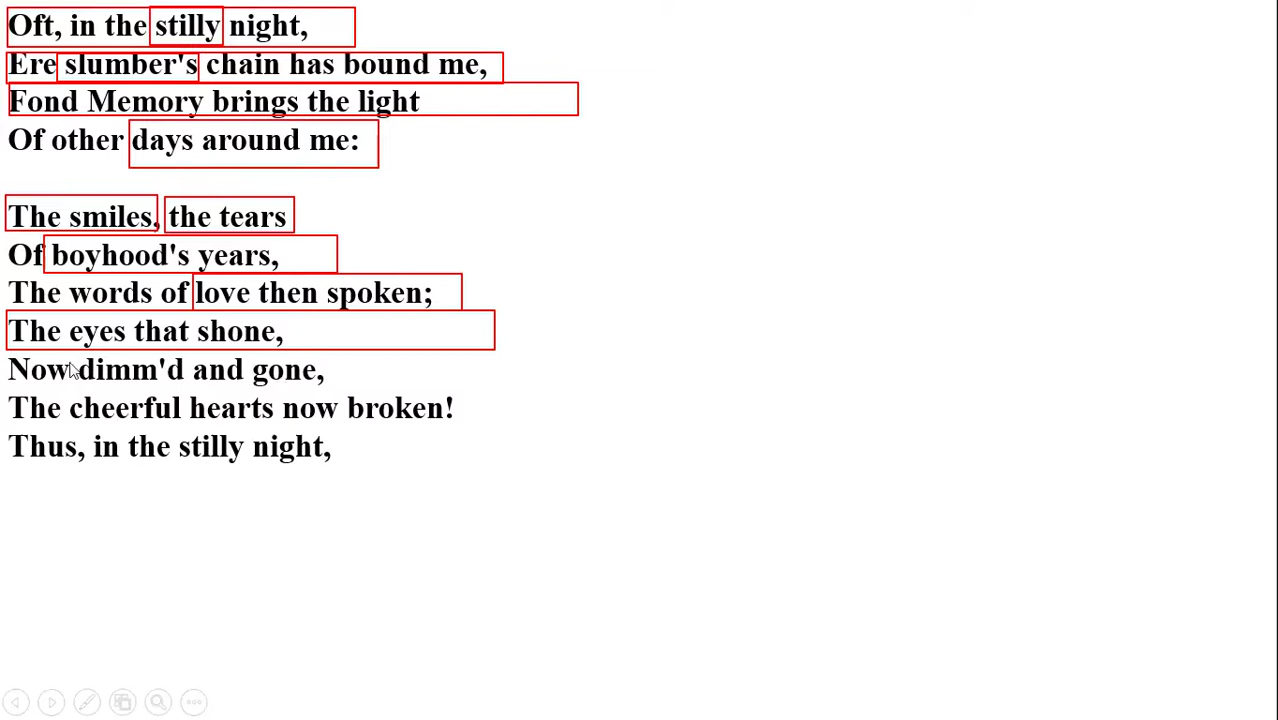 Oft, in the stilly night,
Ere slumber's chain has bound me,
Fond Memory brings the light
Of other days around me:
The smiles, the tears
Of boyhood's years,
The words of love then spoken;
The eyes that shone,
Now dimm'd and gone,
The cheerful hearts now broken!
Thus, in the stilly night,